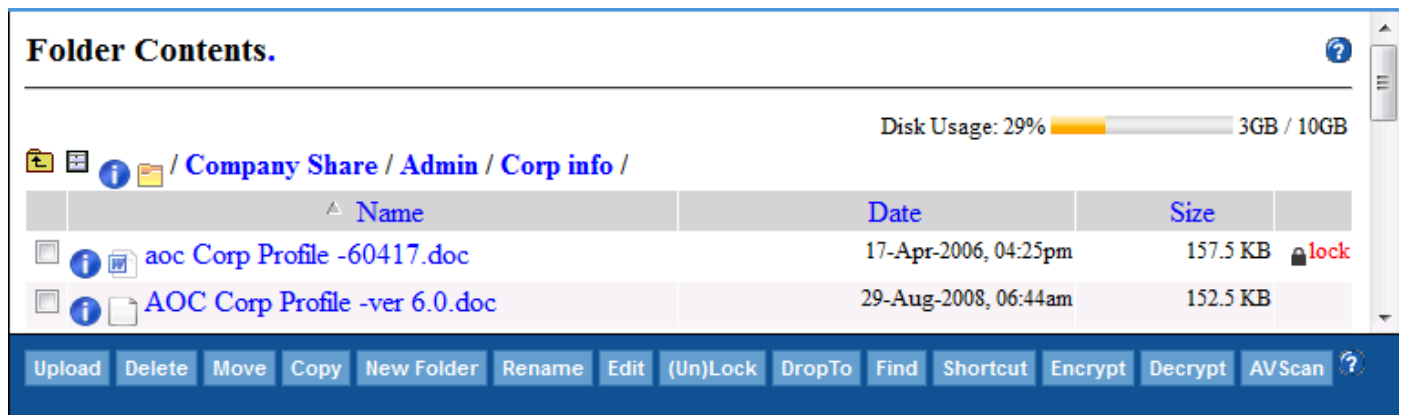 Folder Contents.
Disk Usage: 29% 3GB / 10GB
/ Company Share / Admin / Corp info /
Name Date Size
aoc Corp Profile -60417.doc 17-Apr-2006, 04:25pm 157.5 KB lock
AOC Corp Profile -ver 6.0.doc 29-Aug-2008, 06:44am 152.5 KB
Upload Delete Move Copy New Folder Rename Edit (Un)Lock DropTo Find Shortcut Encrypt Decrypt AVScan ?